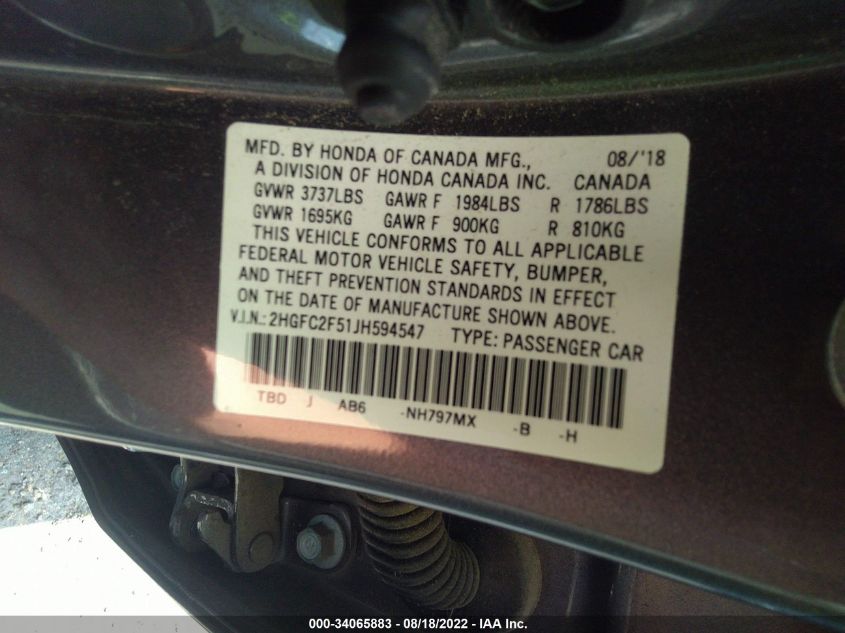 MFD. BY HONDA OF CANADA MFG., 08/'18
A DIVISION OF HONDA CANADA INC. CANADA
GVWR 3737LBS GAWR F 1984LBS R 1786LBS
GVWR 1695KG GAWR F 900KG R 810KG
THIS VEHICLE CONFORMS TO ALL APPLICABLE
FEDERAL MOTOR VEHICLE SAFETY, BUMPER,
AND THEFT PREVENTION STANDARDS IN EFFECT
ON THE DATE OF MANUFACTURE SHOWN ABOVE.
V.I.N.: 2HGFC2F51JH594547 TYPE: PASSENGER CAR
TBD J AB6 -NH797MX -B -H
000-34065883 / 08/18/2022 - IAA Inc.